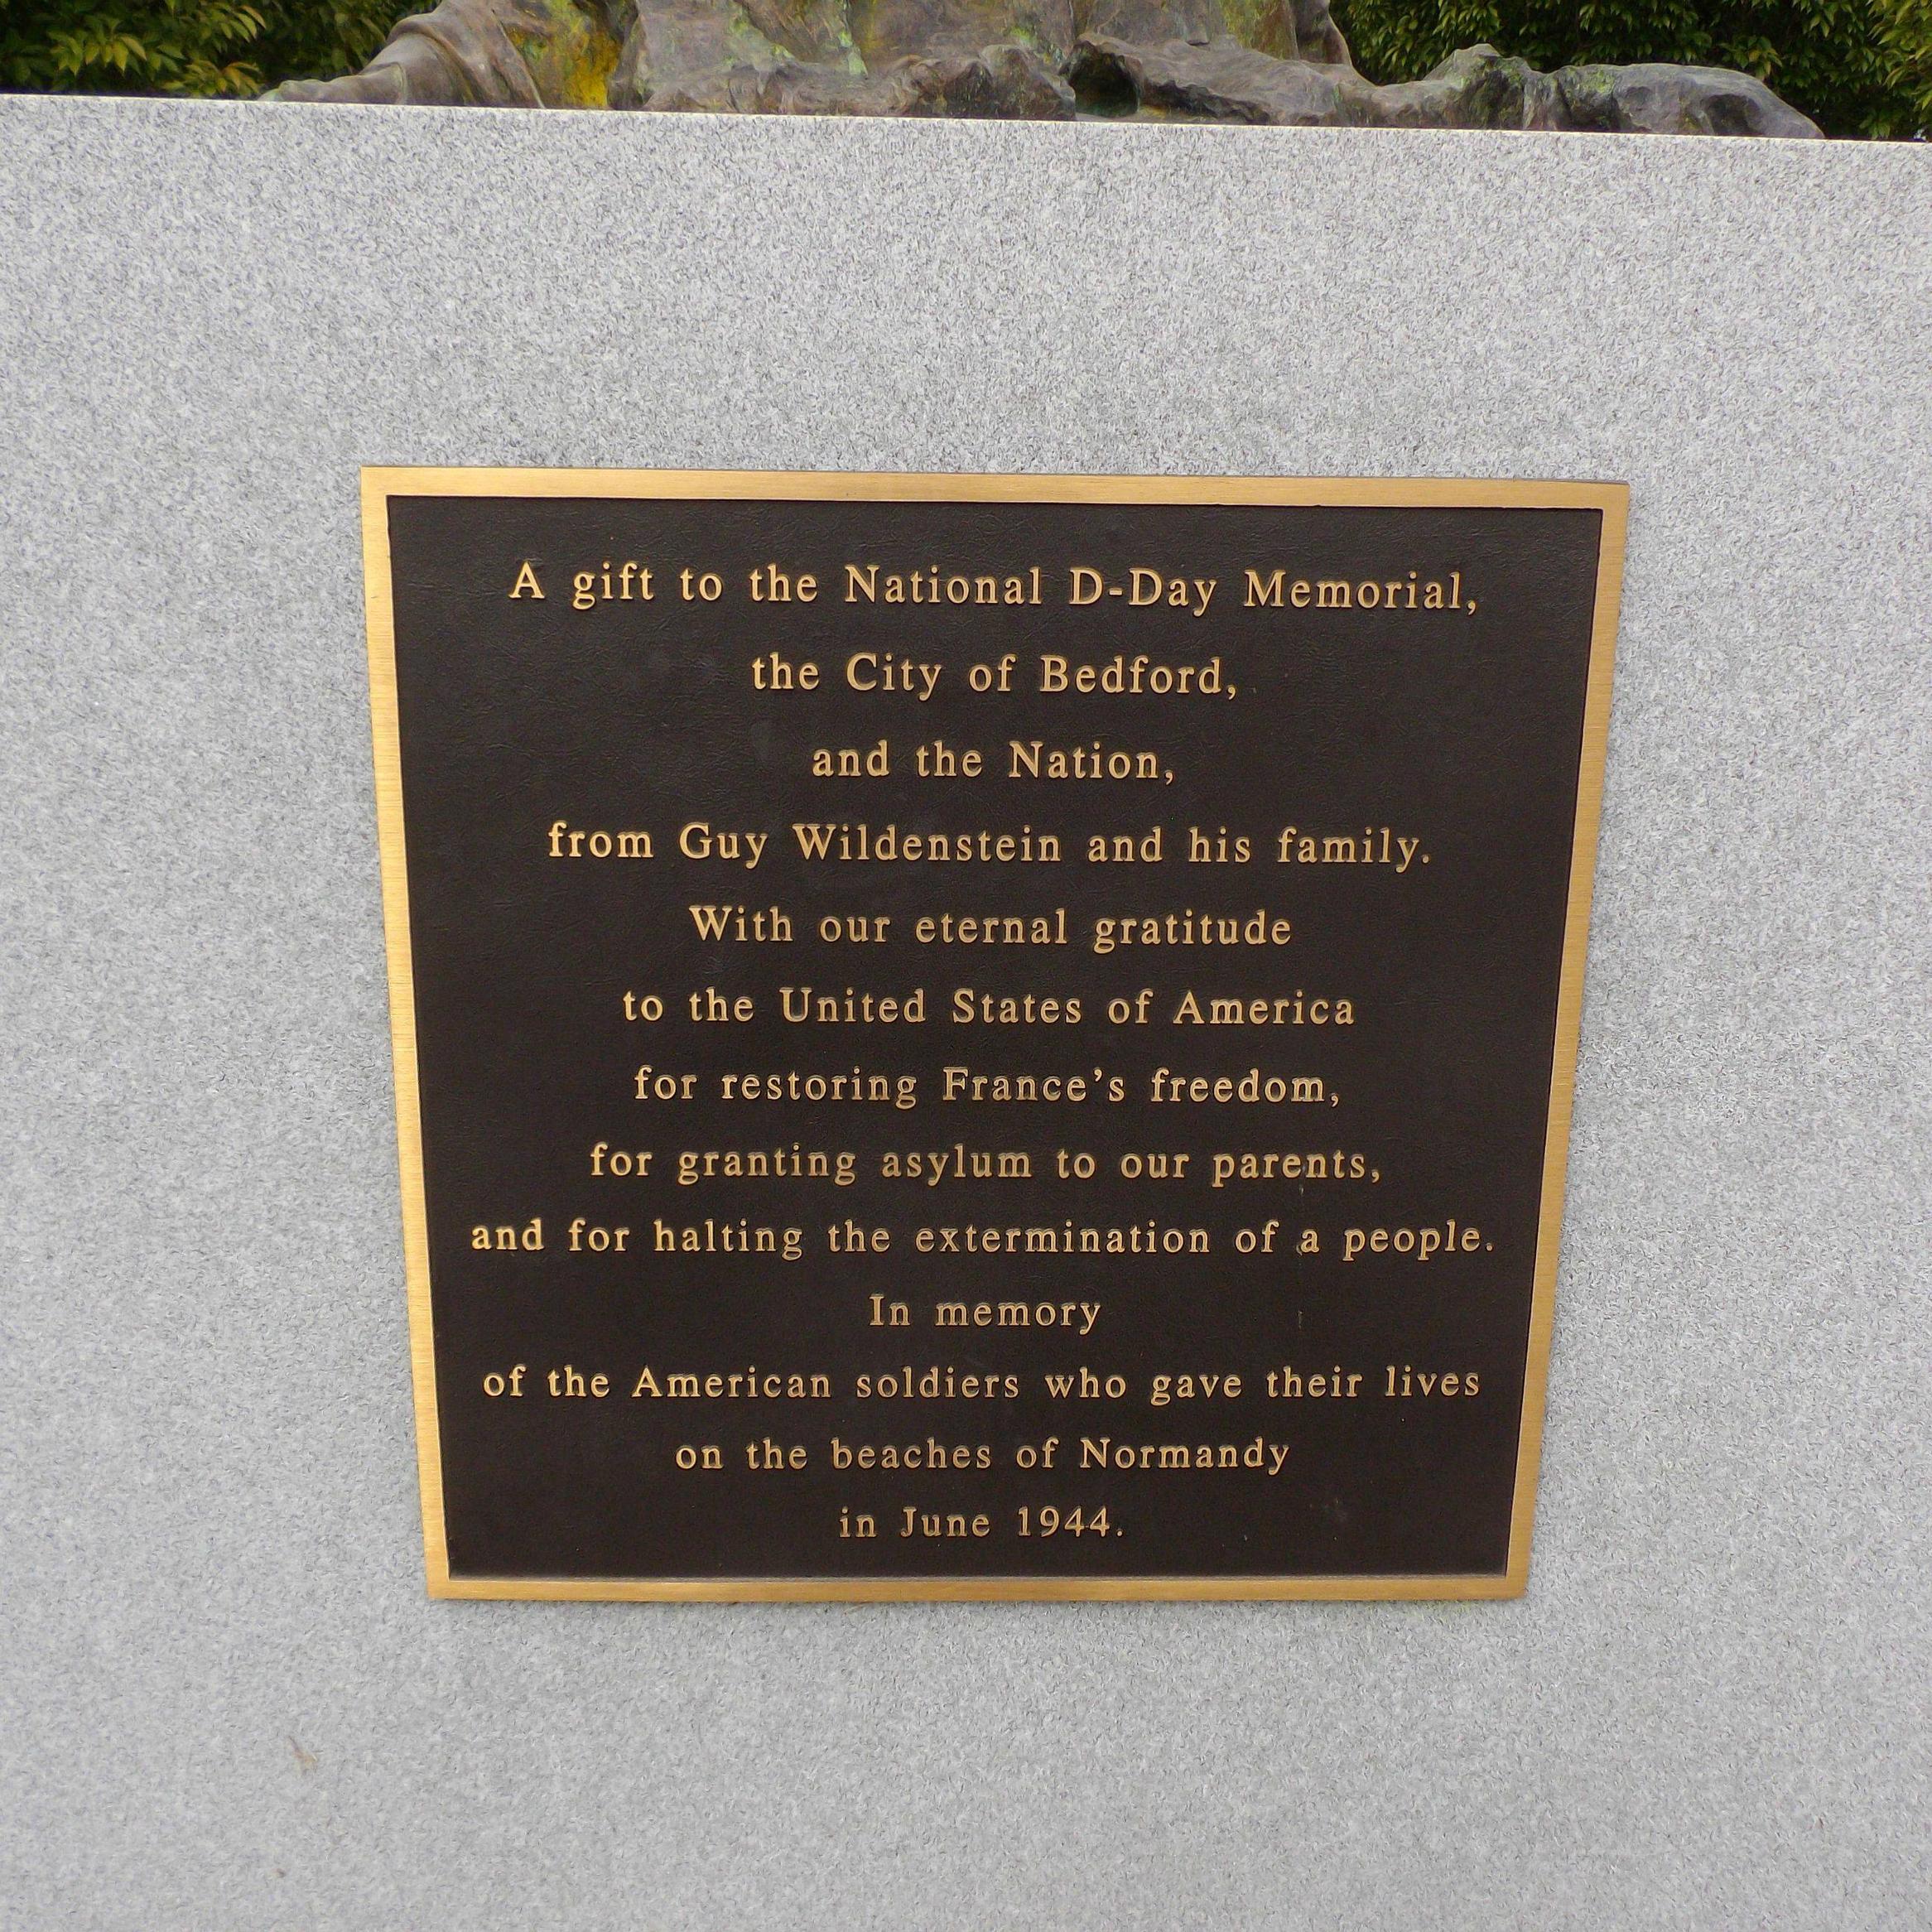 A gift to the National D-Day Memorial,
the City of Bedford,
and the Nation,
from Guy Wildenstein and his family.
With our eternal gratitude
to the United States of America
for restoring France’s freedom,
for granting asylum to our parents,
and for halting the extermination of a people.
In memory
of the American soldiers who gave their lives
on the beaches of Normandy
in June 1944.